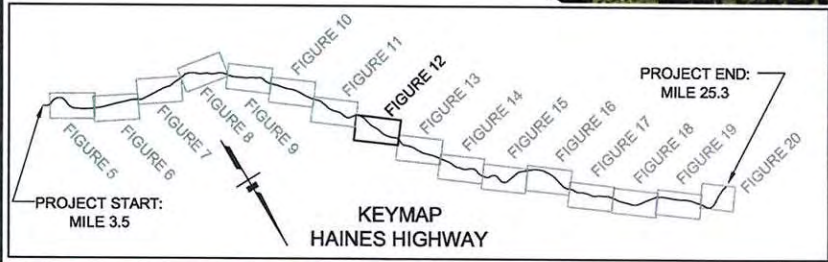 FIGURE 5
FIGURE 6
FIGURE 7
FIGURE 8
FIGURE 9
FIGURE 10
FIGURE 11
FIGURE 12
FIGURE 13
FIGURE 14
FIGURE 15
FIGURE 16
FIGURE 17
FIGURE 18
FIGURE 19
FIGURE 20
PROJECT START:
MILE 3.5
PROJECT END:
MILE 25.3
KEYMAP
HAINES HIGHWAY